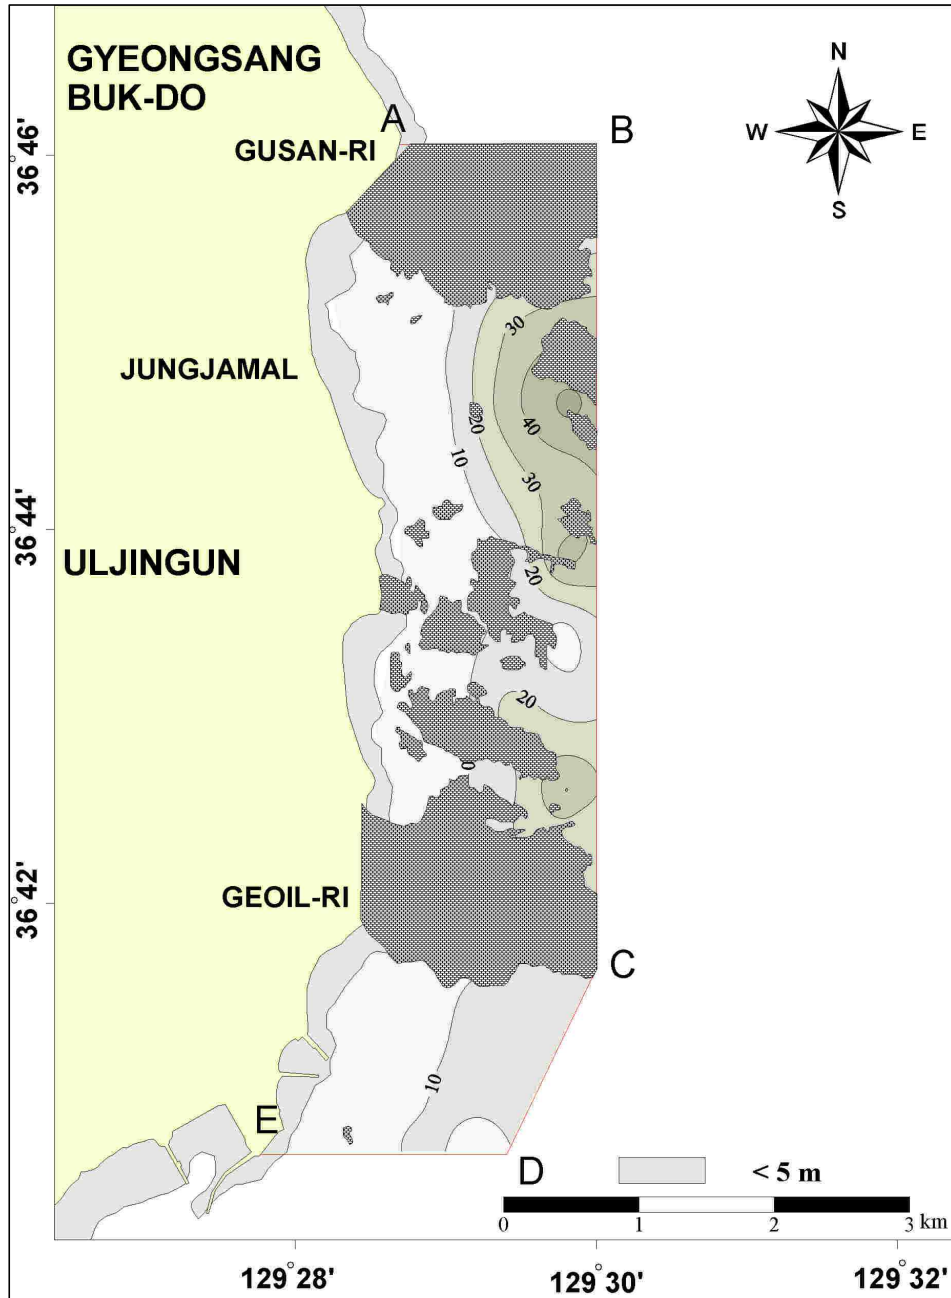 GYEONGSANG
BUK-DO
A
B
N
W
E
S
GUSAN-RI
36°46'
30
JUNGJAMAL
20
40
10
30
36°44'
ULJINGUN
20
20
0
GEOIL-RI
36°42'
C
10
E
D
< 5 m
0 1 2 3 km
129°28' 129°30' 129°32'